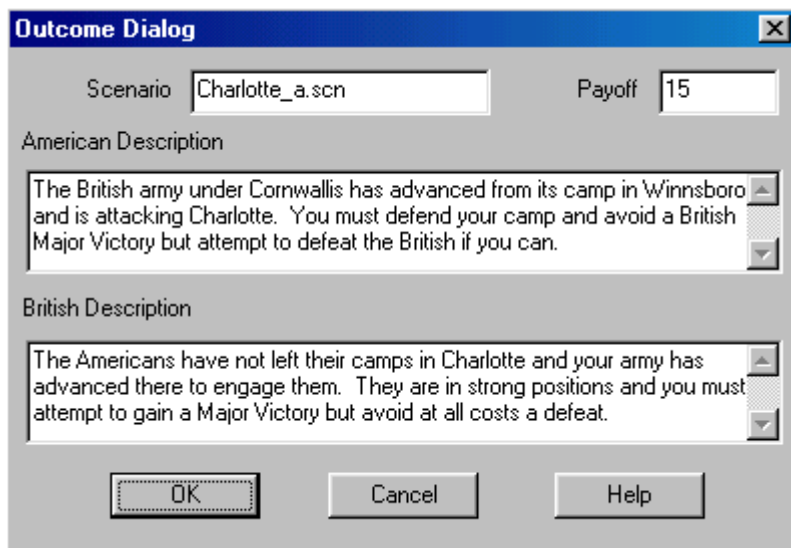 Outcome Dialog
Scenario Charlotte_a.scn Payoff 15
American Description
The British army under Cornwallis has advanced from its camp in Winnsboro
and is attacking Charlotte.  You must defend your camp and avoid a British
Major Victory but attempt to defeat the British if you can.
British Description
The Americans have not left their camps in Charlotte and your army has
advanced there to engage them.  They are in strong positions and you must
attempt to gain a Major Victory but avoid at all costs a defeat.
OK Cancel Help